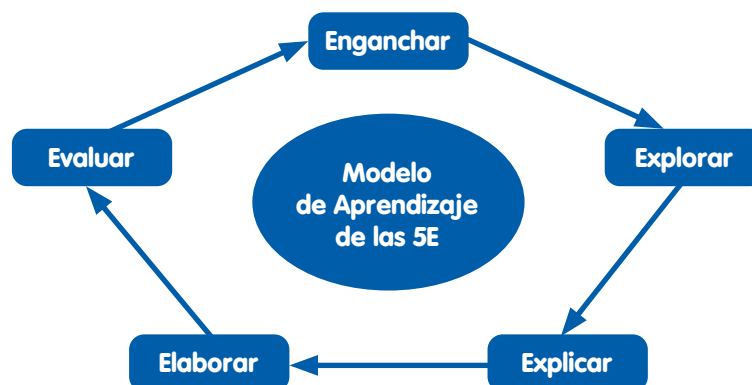 Enganchar
Evaluar
Explorar
Modelo
de Aprendizaje
de las 5E
Elaborar
Explicar